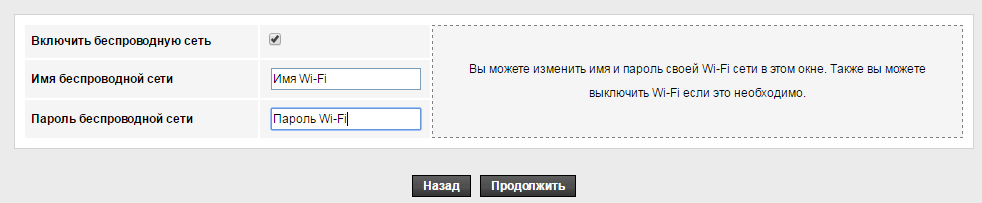 Включить беспроводную сеть
Имя беспроводной сети
Имя Wi-Fi
Пароль беспроводной сети
Пароль Wi-Fi
Вы можете изменить имя и пароль своей Wi-Fi сети в этом окне. Также вы можете
выключить Wi-Fi если это необходимо.
Назад
Продолжить